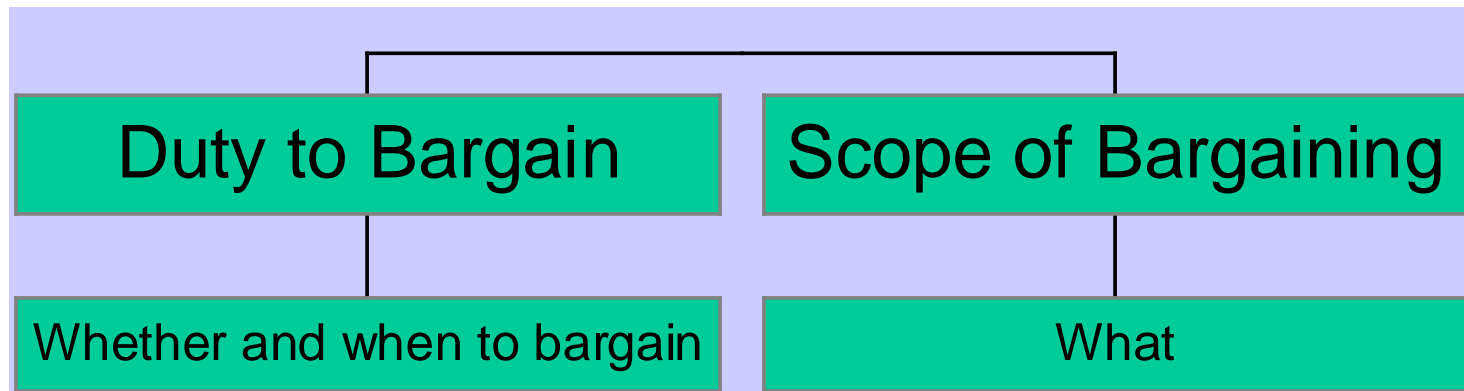 Duty to Bargain
Scope of Bargaining
Whether and when to bargain
What